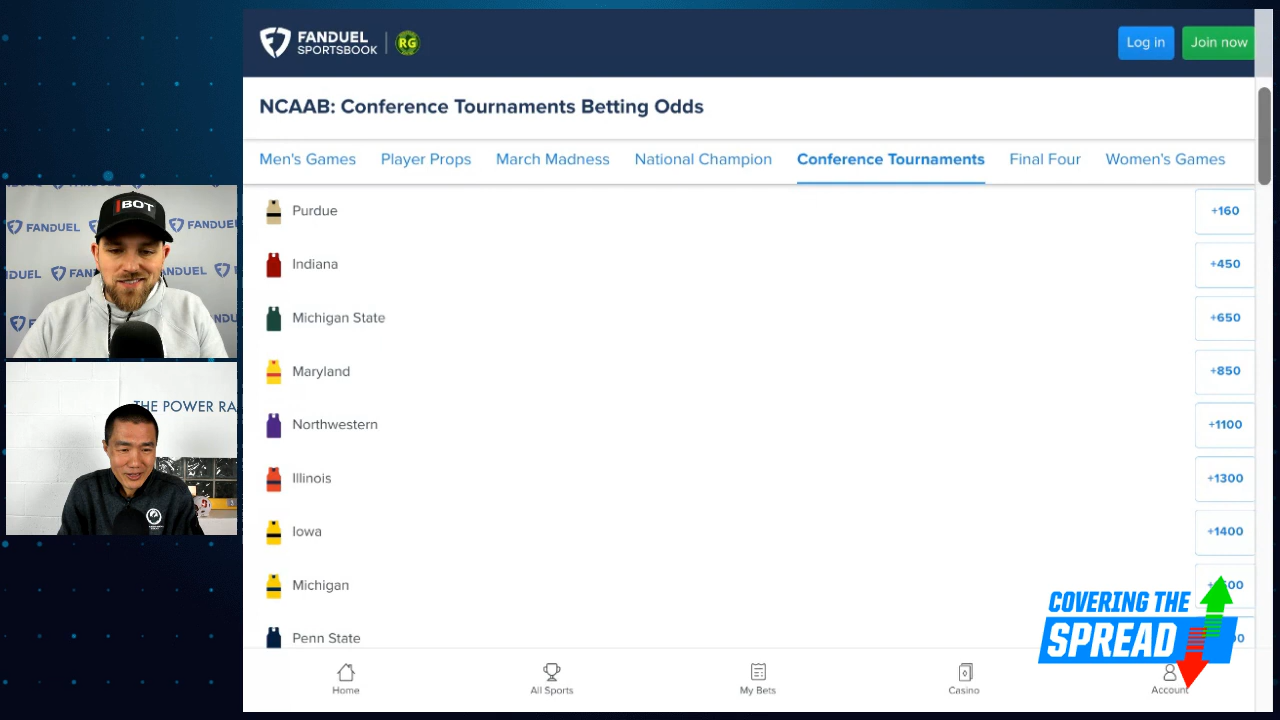 FANDUEL
SPORTSBOOK
RG
Log in
Join now
NCAAB: Conference Tournaments Betting Odds
Men's Games
Player Props
March Madness
National Champion
Conference Tournaments
Final Four
Women's Games
Purdue
+160
Indiana
+450
Michigan State
+650
Maryland
+850
Northwestern
+1100
Illinois
+1300
Iowa
+1400
Michigan
Penn State
Home
All Sports
My Bets
Casino
Account
COVERING THE
SPREAD
BOT
FANDUEL
THE POWER